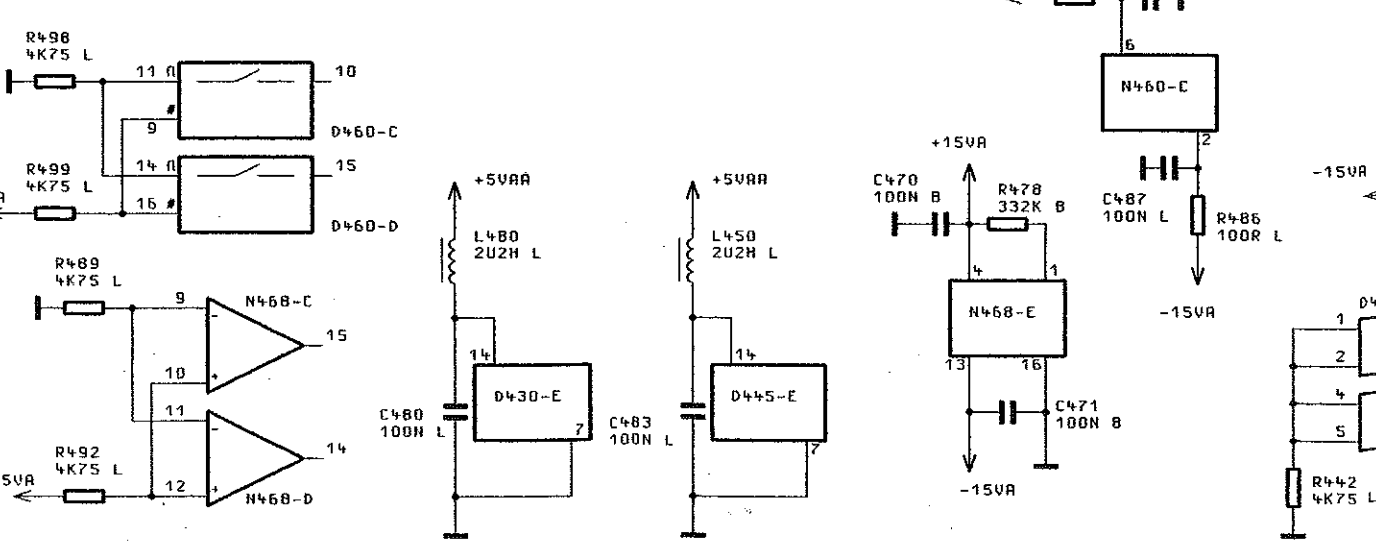 R498
4K75 L
11
10
#
9
D460-C
R499
4K75 L
14
15
16 #
D460-D
R489
4K75 L
9
N468-C
-
15
10
+
11
-
R492
4K75 L
14
5VA
12
+
N468-D
+5VAA
L480
2U2H L
14
D430-E
C480
100N L
7
+5VAA
L450
2U2H L
14
D445-E
C483
100N L
7
+15VA
C470
100N B
R478
332K B
4
1
N468-E
13
16
C471
100N B
-15VA
6
N460-C
2
C487
100N L
R486
100R L
-15VA
-15VA
D4
1
2
4
5
R442
4K75 L